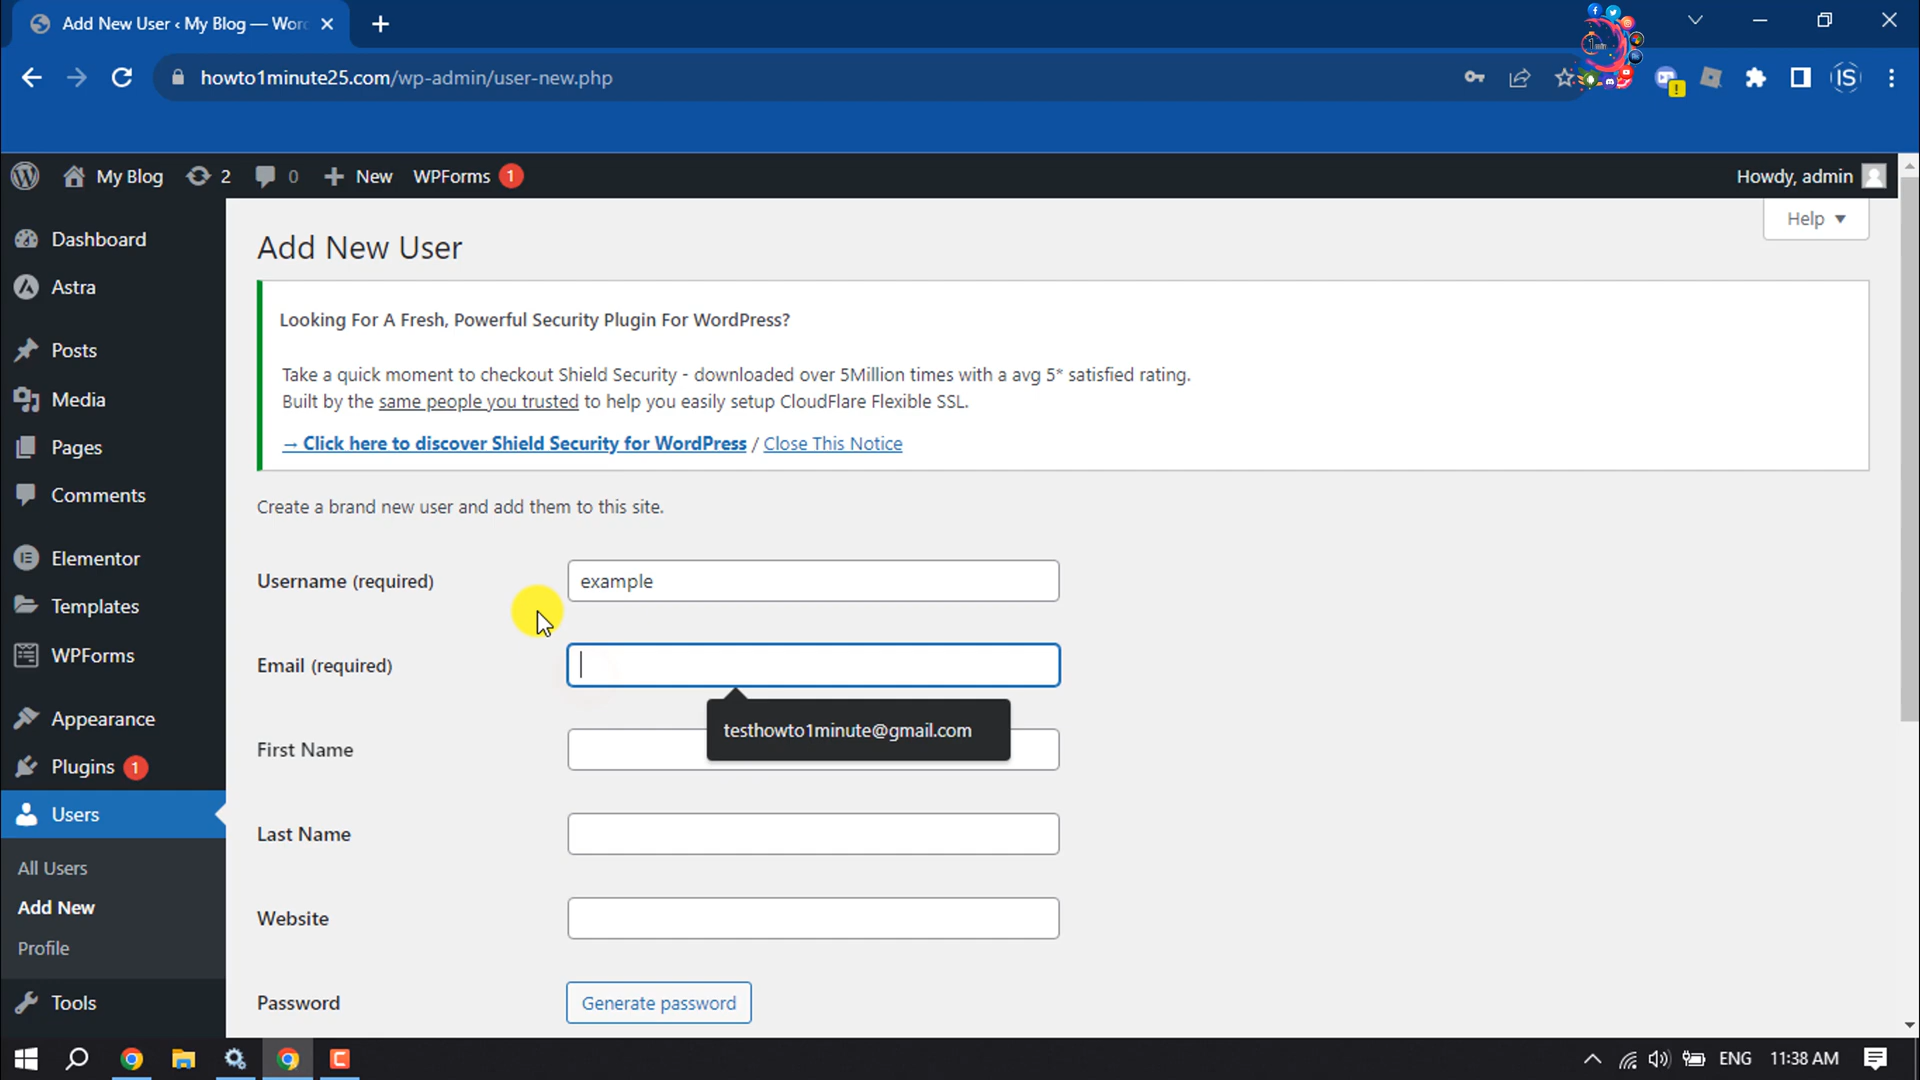 Add New User ‹ My Blog — Wor
howto1minute25.com/wp-admin/user-new.php
IS
My Blog
2
0
New
WPForms 1
Howdy, admin
Help
Dashboard
Astra
Posts
Media
Pages
Comments
Elementor
Templates
WPForms
Appearance
Plugins 1
Users
All Users
Add New
Profile
Tools
Add New User
Looking For A Fresh, Powerful Security Plugin For WordPress?
Take a quick moment to checkout Shield Security - downloaded over 5Million times with a avg 5* satisfied rating.
Built by the same people you trusted to help you easily setup CloudFlare Flexible SSL.
→ Click here to discover Shield Security for WordPress / Close This Notice
Create a brand new user and add them to this site.
Username (required)
example
Email (required)
testhowto1minute@gmail.com
First Name
Last Name
Website
Password
Generate password
ENG
11:38 AM